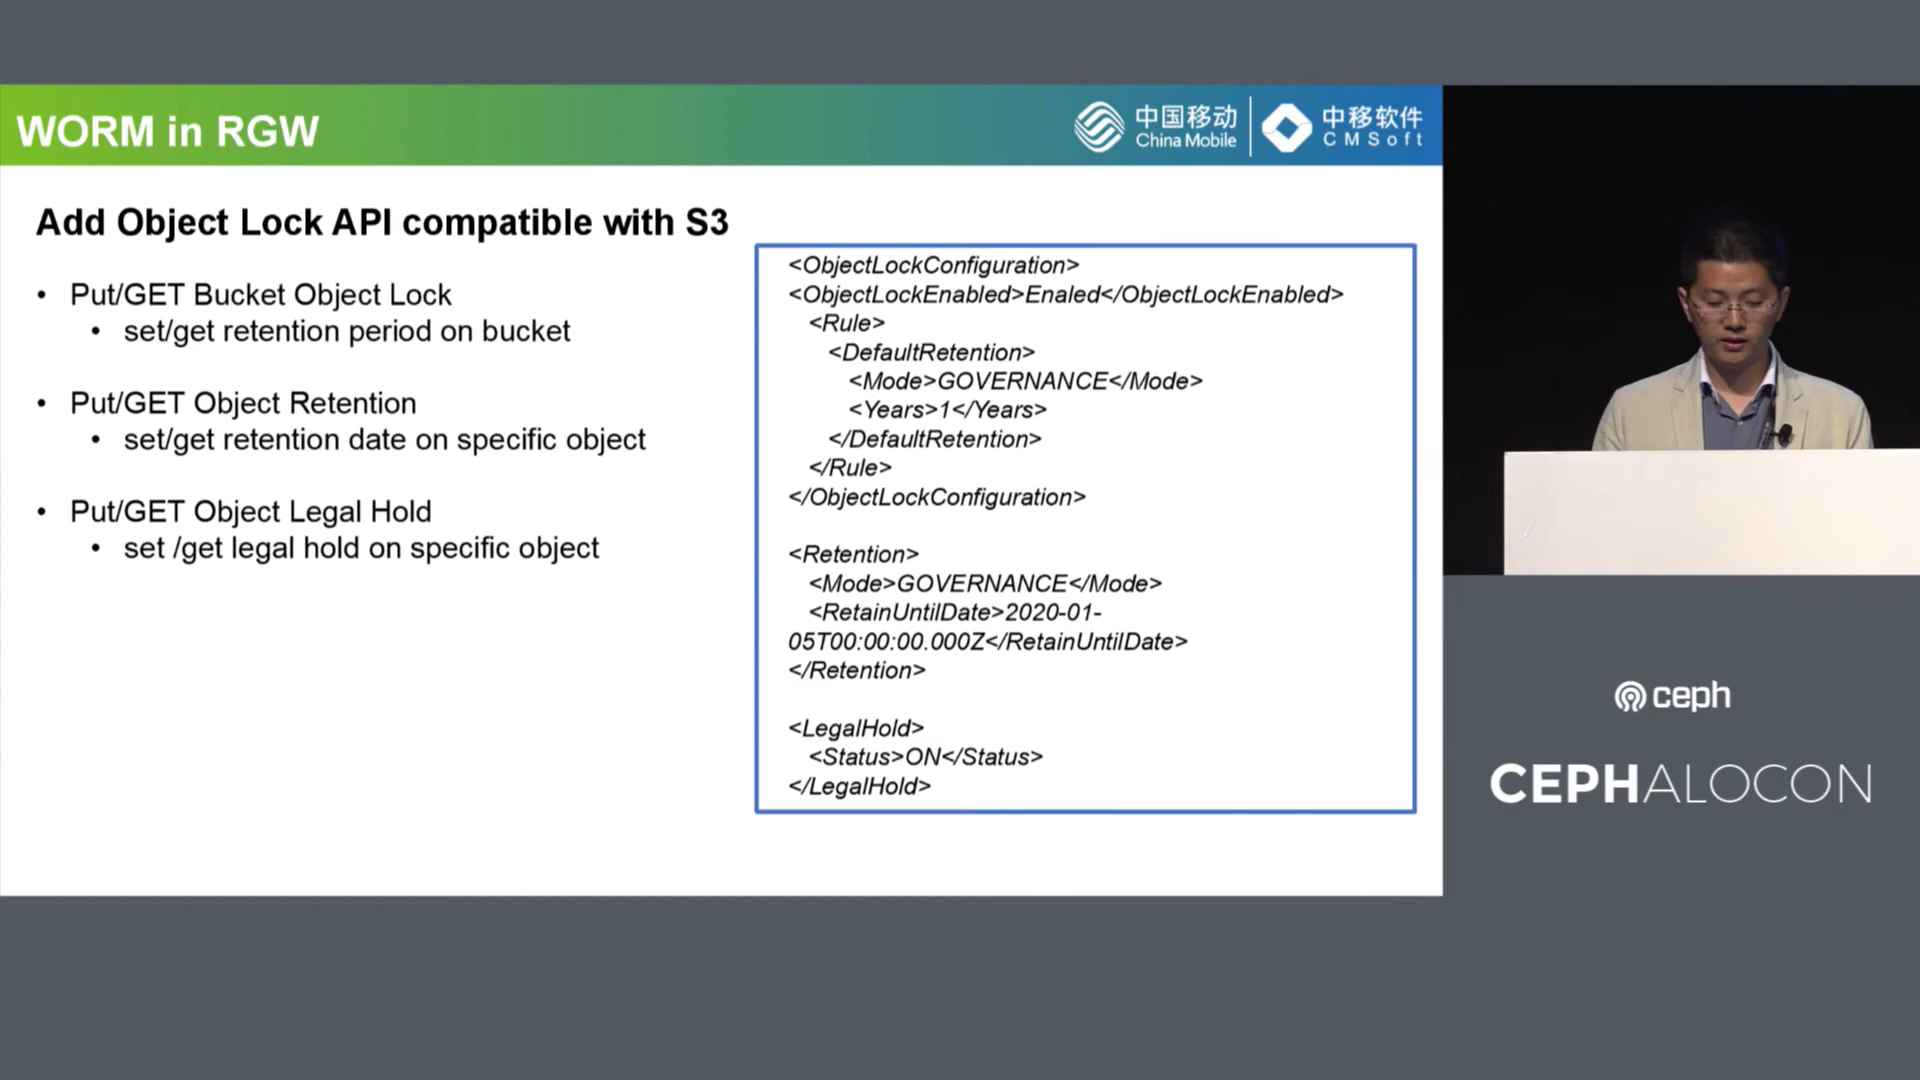 WORM in RGW
中国移动
China Mobile
中移软件
CMSoft
Add Object Lock API compatible with S3
• Put/GET Bucket Object Lock
• set/get retention period on bucket
• Put/GET Object Retention
• set/get retention date on specific object
• Put/GET Object Legal Hold
• set /get legal hold on specific object
<ObjectLockConfiguration>
<ObjectLockEnabled>Enaled</ObjectLockEnabled>
<Rule>
<DefaultRetention>
<Mode>GOVERNANCE</Mode>
<Years>1</Years>
</DefaultRetention>
</Rule>
</ObjectLockConfiguration>
<Retention>
<Mode>GOVERNANCE</Mode>
<RetainUntilDate>2020-01-
05T00:00:00.000Z</RetainUntilDate>
</Retention>
<LegalHold>
<Status>ON</Status>
</LegalHold>
ceph
CEPHALOCON